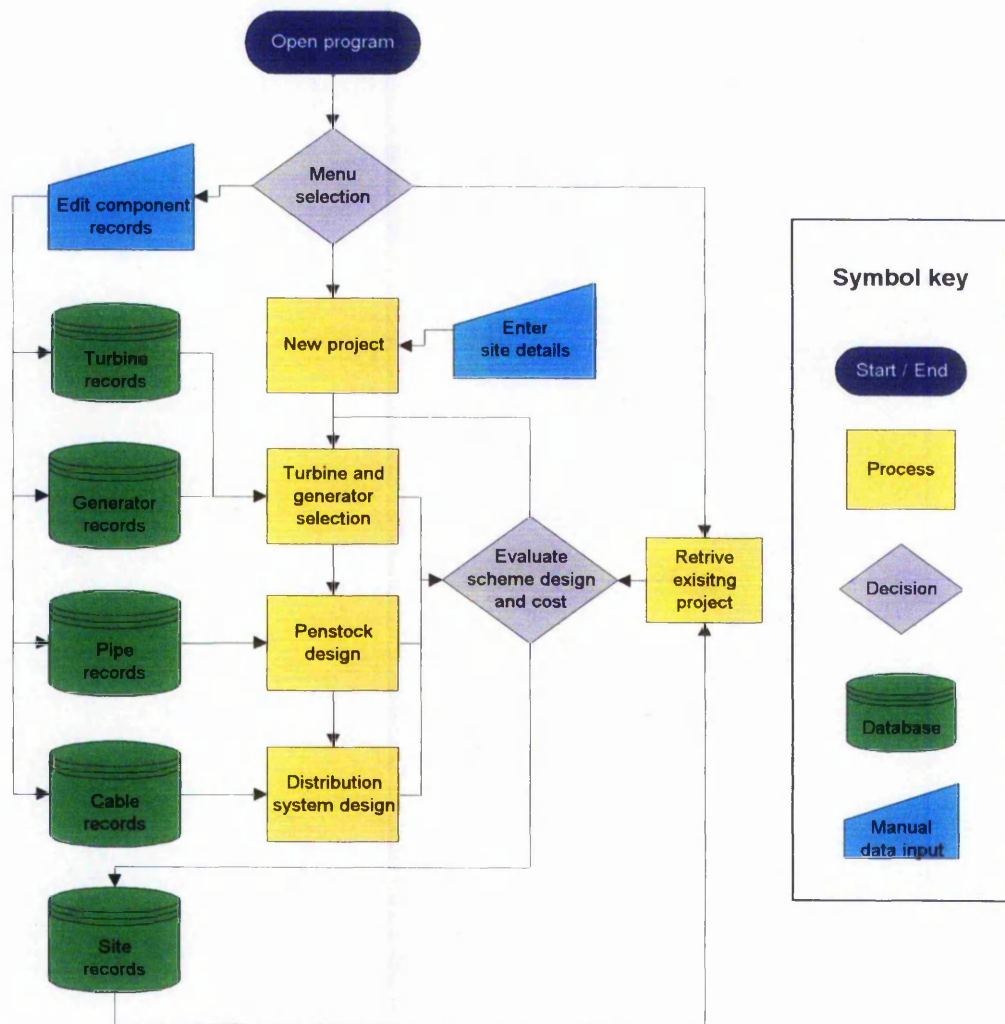 Open program
Menu
selection
Edit component
records
Turbine
records
New project
Enter
site details
Generator
records
Turbine and
generator
selection
Evaluate
scheme design
and cost
Retrive
exisitng
project
Pipe
records
Penstock
design
Cable
records
Distribution
system design
Site
records
Symbol key
Start / End
Process
Decision
Database
Manual
data input